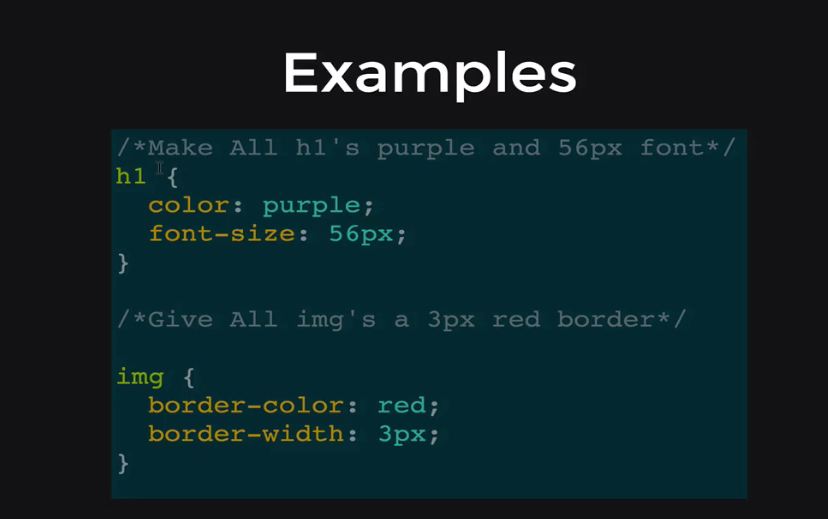 Examples
/*Make All h1's purple and 56px font*/
h1 {
  color: purple;
  font-size: 56px;
}
/*Give All img's a 3px red border*/
img {
  border-color: red;
  border-width: 3px;
}